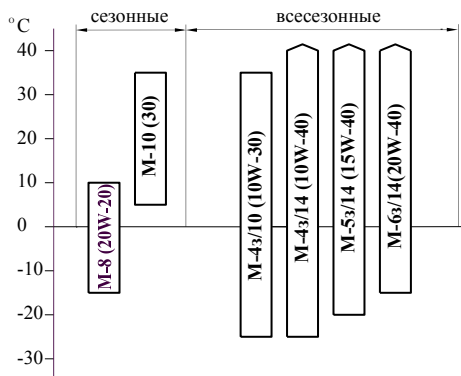 °C
сезонные
всесезонные
40
30
20
10
0
-10
-20
-30
М-8 (20W-20)
М-10 (30)
М-4з/10 (10W-30)
М-4з/14 (10W-40)
М-5з/14 (15W-40)
М-6з/14(20W-40)